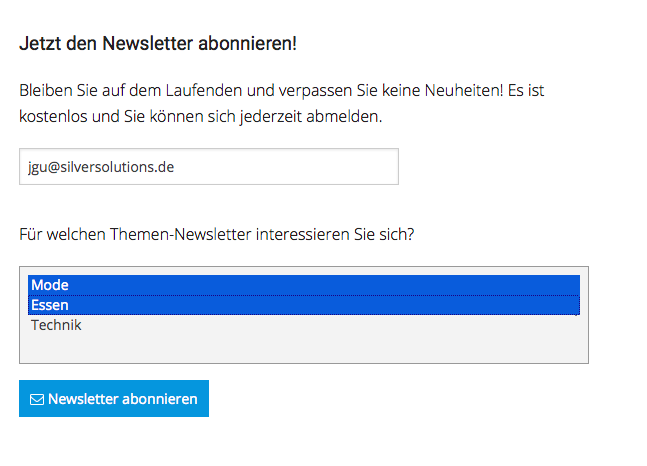 Jetzt den Newsletter abonnieren!
Bleiben Sie auf dem Laufenden und verpassen Sie keine Neuheiten! Es ist
kostenlos und Sie können sich jederzeit abmelden.
jgu@silversolutions.de
Für welchen Themen-Newsletter interessieren Sie sich?
Mode
Essen
Technik
Newsletter abonnieren